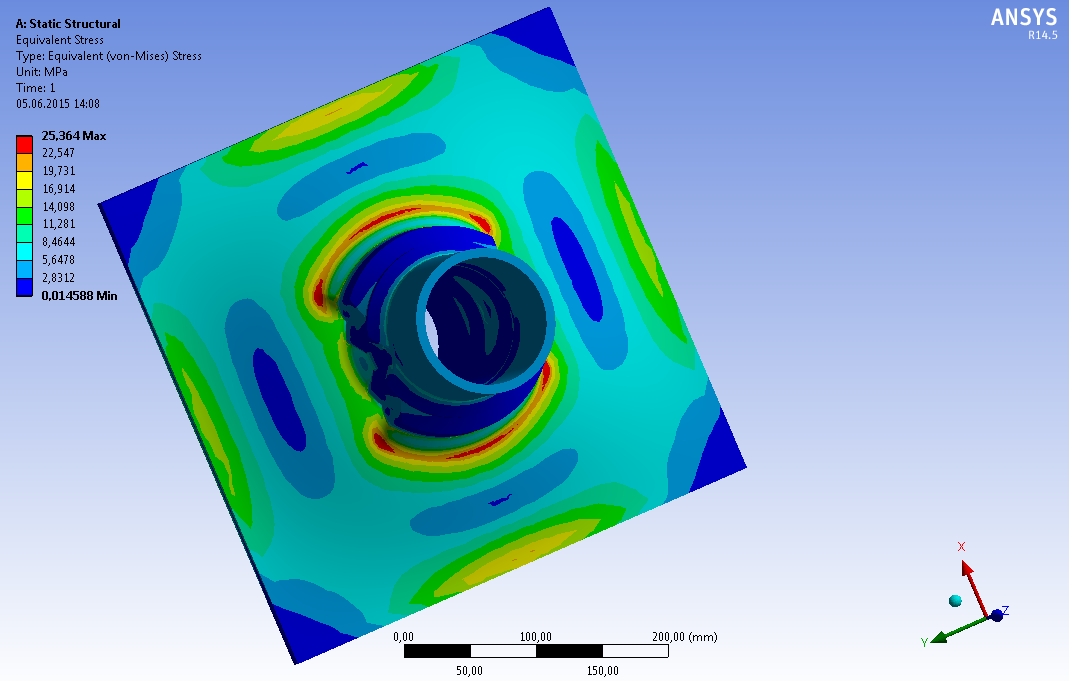 A: Static Structural
Equivalent Stress
Type: Equivalent (von-Mises) Stress
Unit: MPa
Time: 1
05.06.2015 14:08
25,364 Max
22,547
19,731
16,914
14,098
11,281
8,4644
5,6478
2,8312
0,014588 Min
ANSYS
R14.5
0,00 100,00 200,00 (mm)
50,00 150,00
X
Y
Z